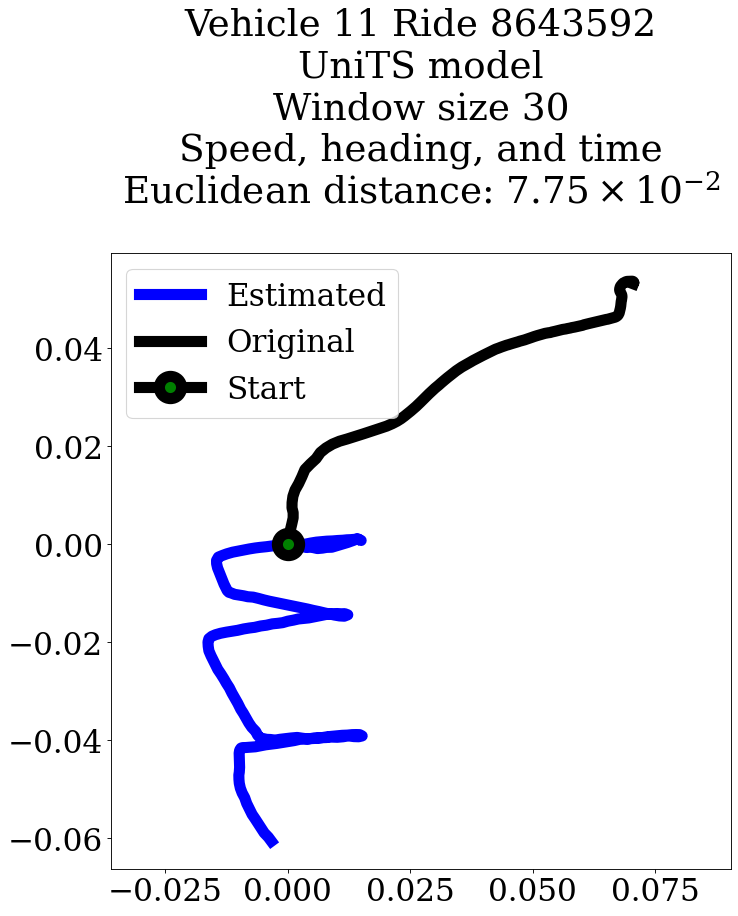 Vehicle 11 Ride 8643592
UniTS model
Window size 30
Speed, heading, and time
Euclidean distance: 7.75 × 10⁻²
Estimated
Original
Start
0.04
0.02
0.00
−0.02
−0.04
−0.06
−0.025 0.000 0.025 0.050 0.075